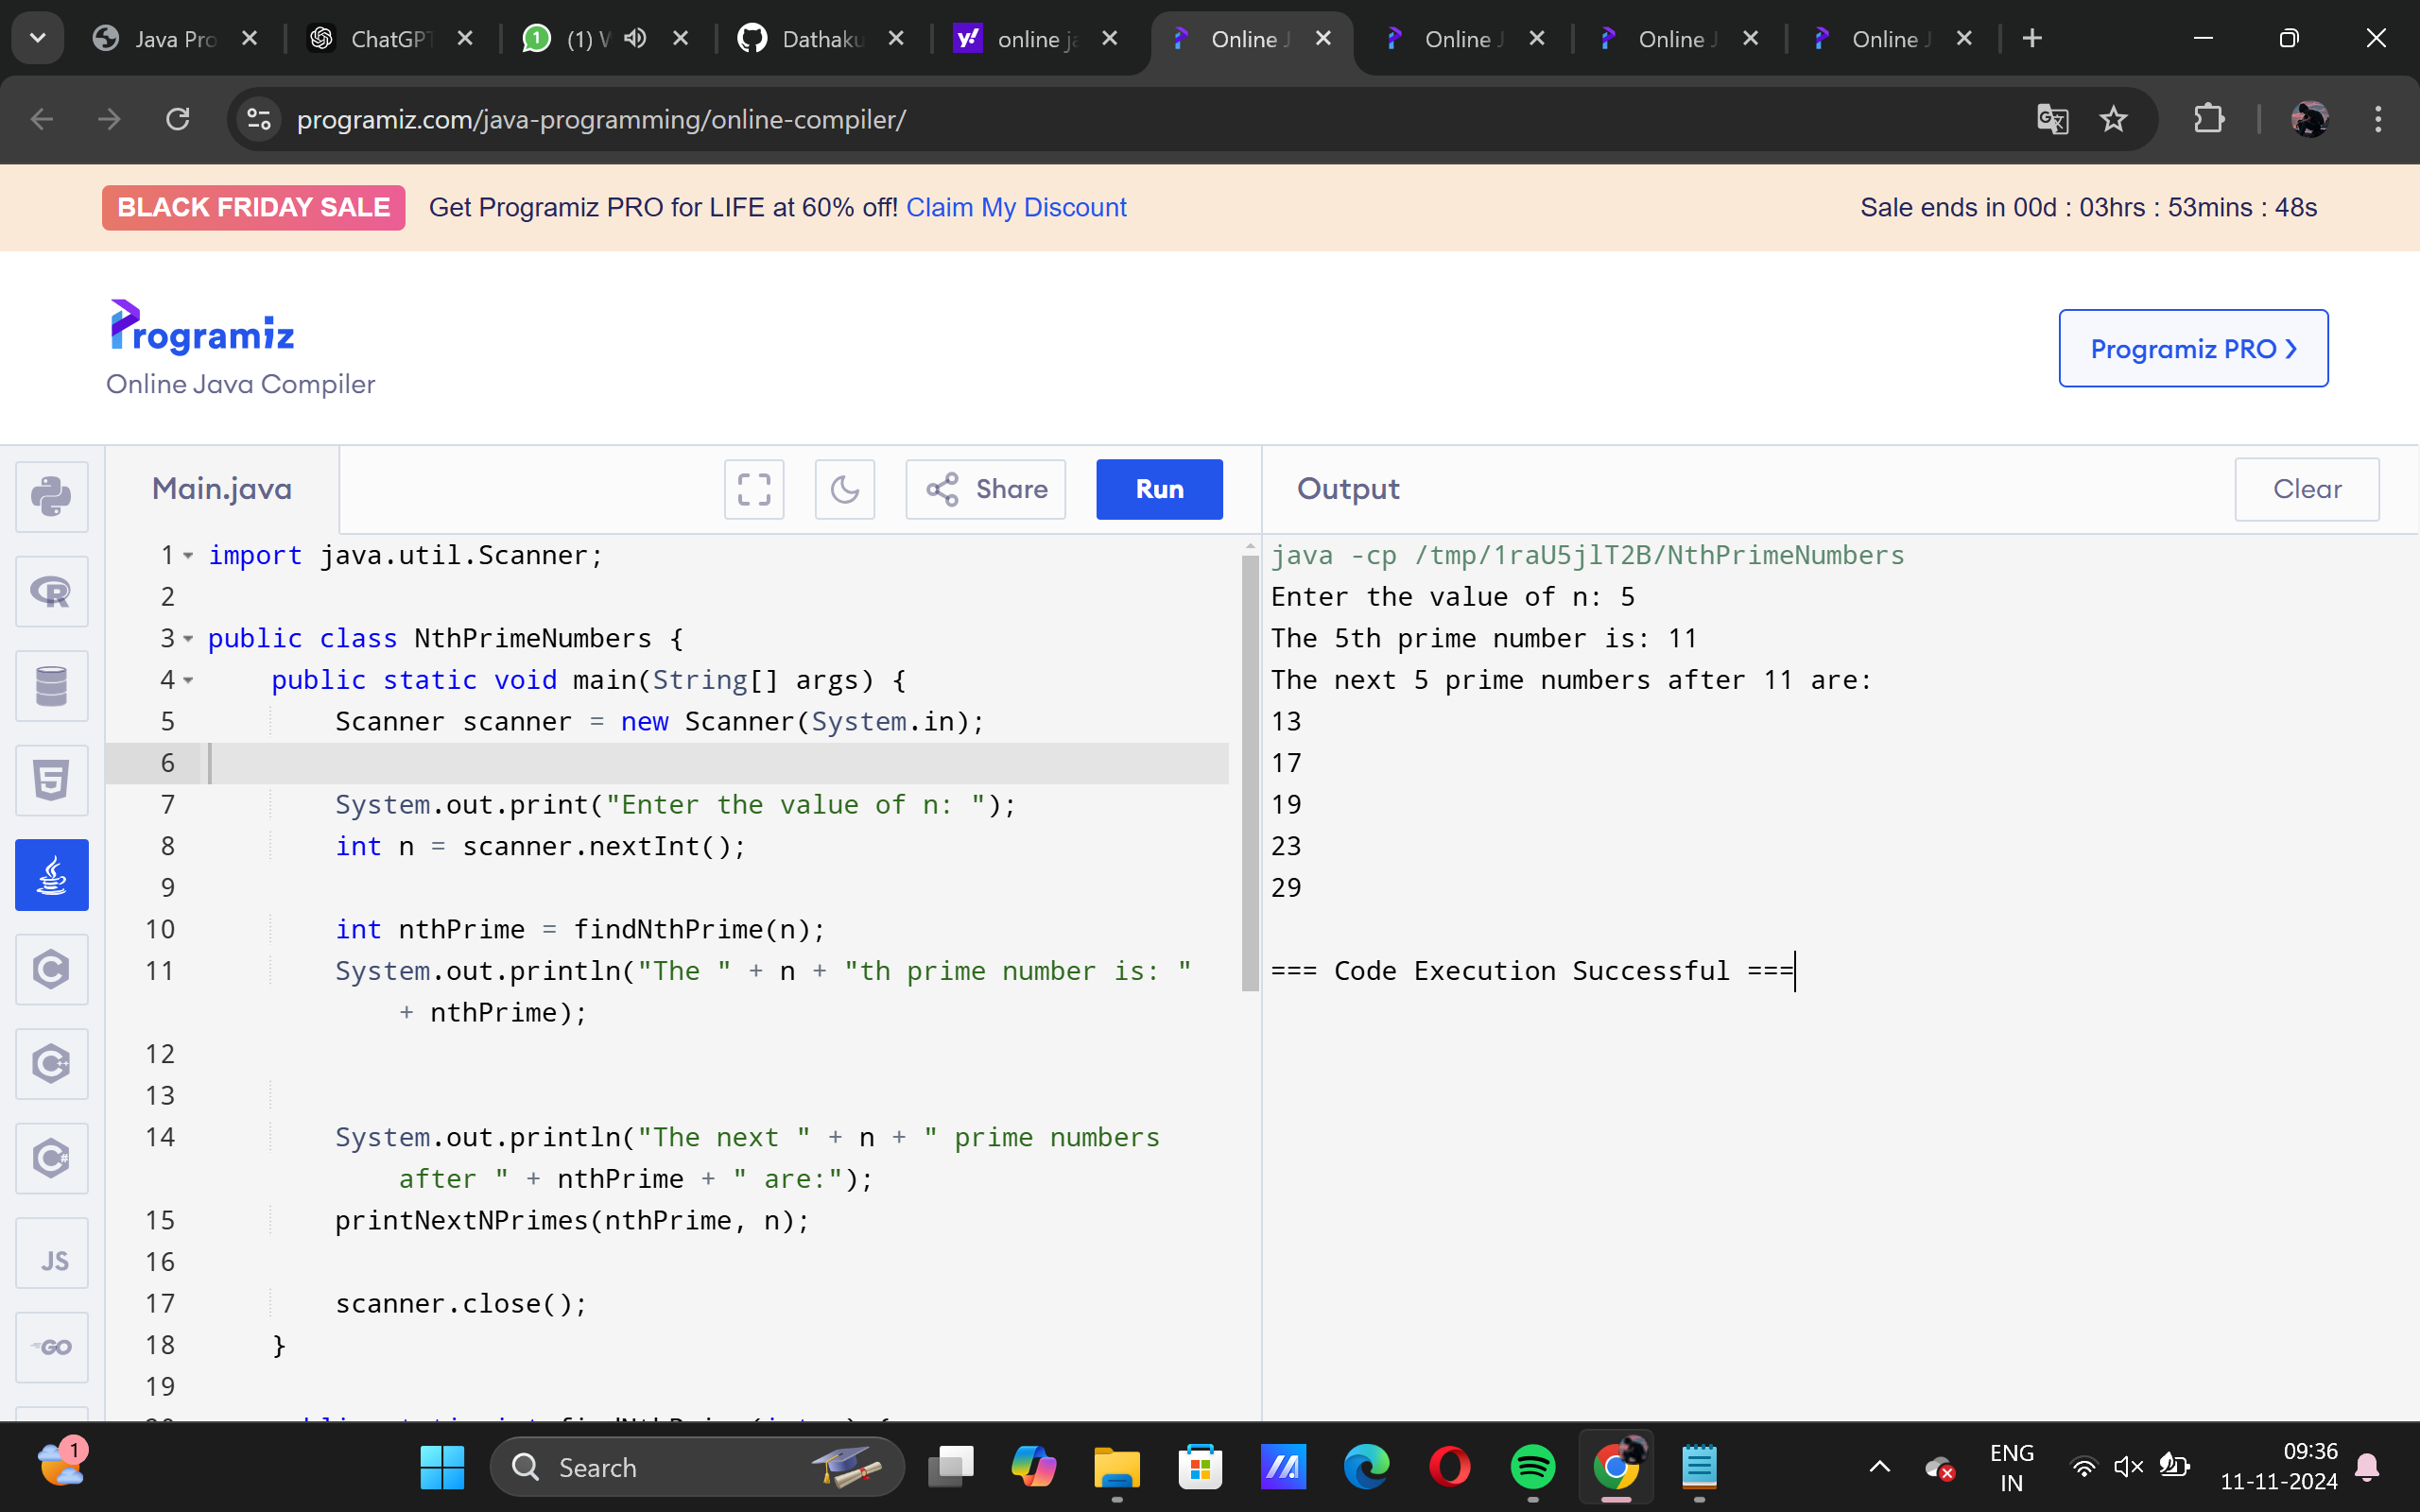 Java Pro
ChatGPT
(1) W
Dathaku
online ja
Online J
Online J
Online J
Online J
programiz.com/java-programming/online-compiler/
BLACK FRIDAY SALE Get Programiz PRO for LIFE at 60% off! Claim My Discount
Sale ends in 00d : 03hrs : 53mins : 48s
Programiz
Online Java Compiler
Programiz PRO
Main.java
Share
Run
Output
Clear
1 import java.util.Scanner;
2
3 public class NthPrimeNumbers {
4 public static void main(String[] args) {
5 Scanner scanner = new Scanner(System.in);
6
7 System.out.print("Enter the value of n: ");
8 int n = scanner.nextInt();
9
10 int nthPrime = findNthPrime(n);
11 System.out.println("The " + n + "th prime number is: "
+ nthPrime);
12
13
14 System.out.println("The next " + n + " prime numbers
after " + nthPrime + " are:");
15 printNextNPrimes(nthPrime, n);
16
17 scanner.close();
18 }
19
java -cp /tmp/1raU5jlT2B/NthPrimeNumbers
Enter the value of n: 5
The 5th prime number is: 11
The next 5 prime numbers after 11 are:
13
17
19
23
29
=== Code Execution Successful ===
JS
GO
1
Search
ENG
IN
09:36
11-11-2024